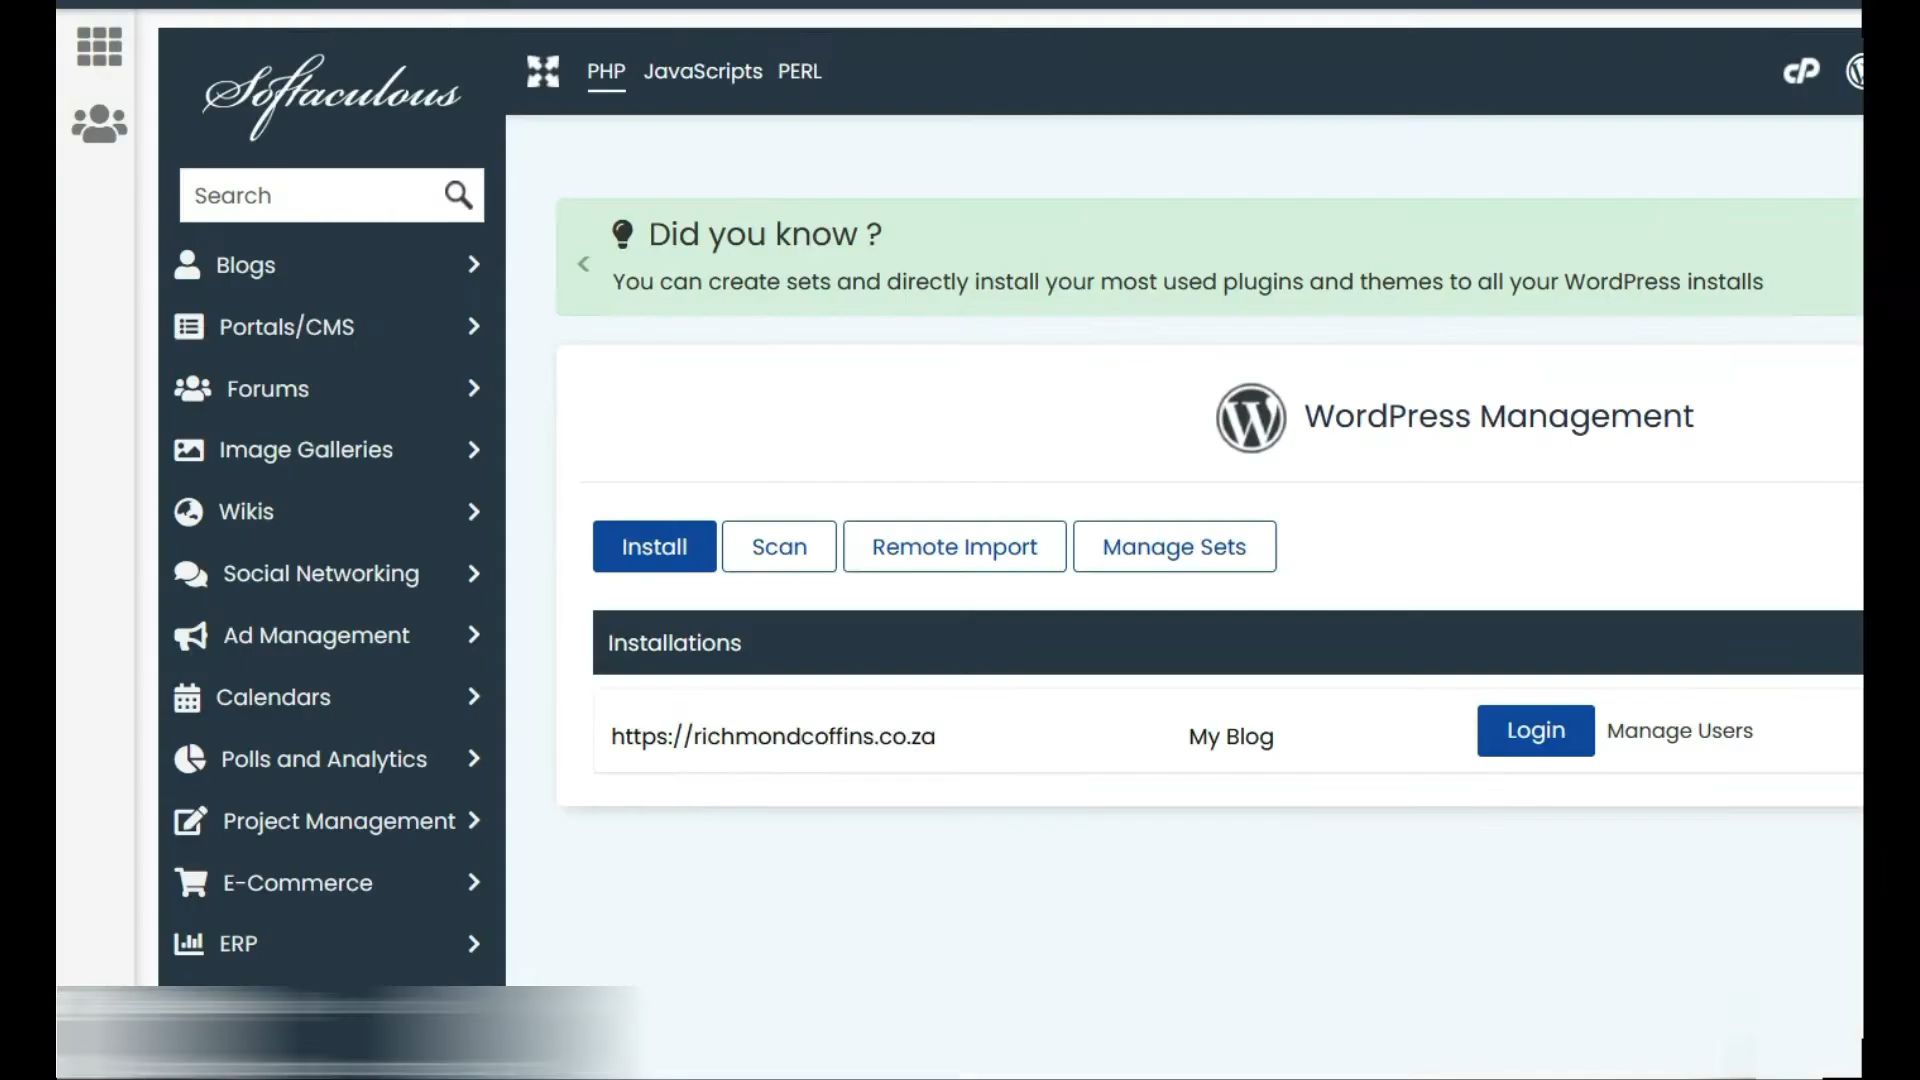 Softaculous
PHP JavaScripts PERL
cP
Search
Did you know ?
You can create sets and directly install your most used plugins and themes to all your WordPress installs
Blogs
Portals/CMS
Forums
Image Galleries
Wikis
Social Networking
Ad Management
Calendars
Polls and Analytics
Project Management
E-Commerce
ERP
WordPress Management
Install Scan Remote Import Manage Sets
Installations
https://richmondcoffins.co.za My Blog Login Manage Users